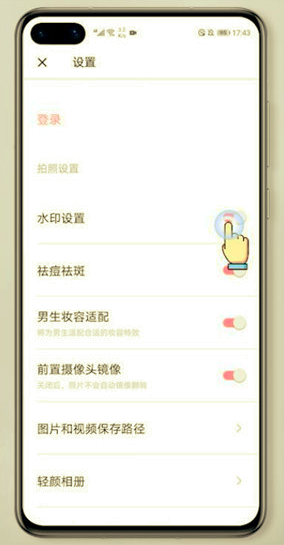 17:43
设置
登录
拍照设置
水印设置
祛痘祛斑
男生妆容适配
将为男生适配合适的妆容特效
前置摄像头镜像
关闭后，照片不会自动镜像翻转
图片和视频保存路径
轻颜相册